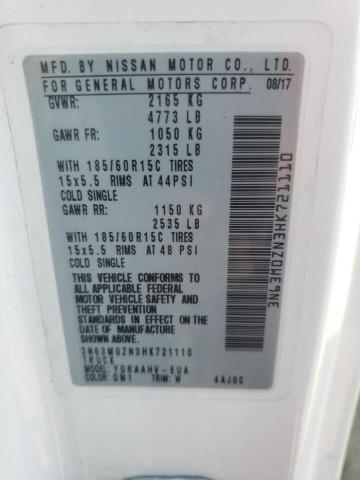 MFD. BY NISSAN MOTOR CO., LTD.
FOR GENERAL MOTORS CORP. 08/17
GVWR: 2165 KG
4773 LB
GAWR FR: 1050 KG
2315 LB
WITH 185/60R15C TIRES
15x5.5 RIMS AT 44PSI
COLD SINGLE
GAWR RR: 1150 KG
2535 LB
WITH 185/60R15C TIRES
15x5.5 RIMS AT 48 PSI
COLD SINGLE
THIS VEHICLE CONFORMS TO
ALL APPLICABLE FEDERAL
MOTOR VEHICLE SAFETY
AND THEFT PREVENTION
STANDARDS IN EFFECT ON
THE DATE OF MANUFACTURE
SHOWN ABOVE
3N63M0ZN3HK721110
TRUCK
MODEL: YDRAAHV-EUA
COLOR: QM1 TRIM: W 4AJ0C